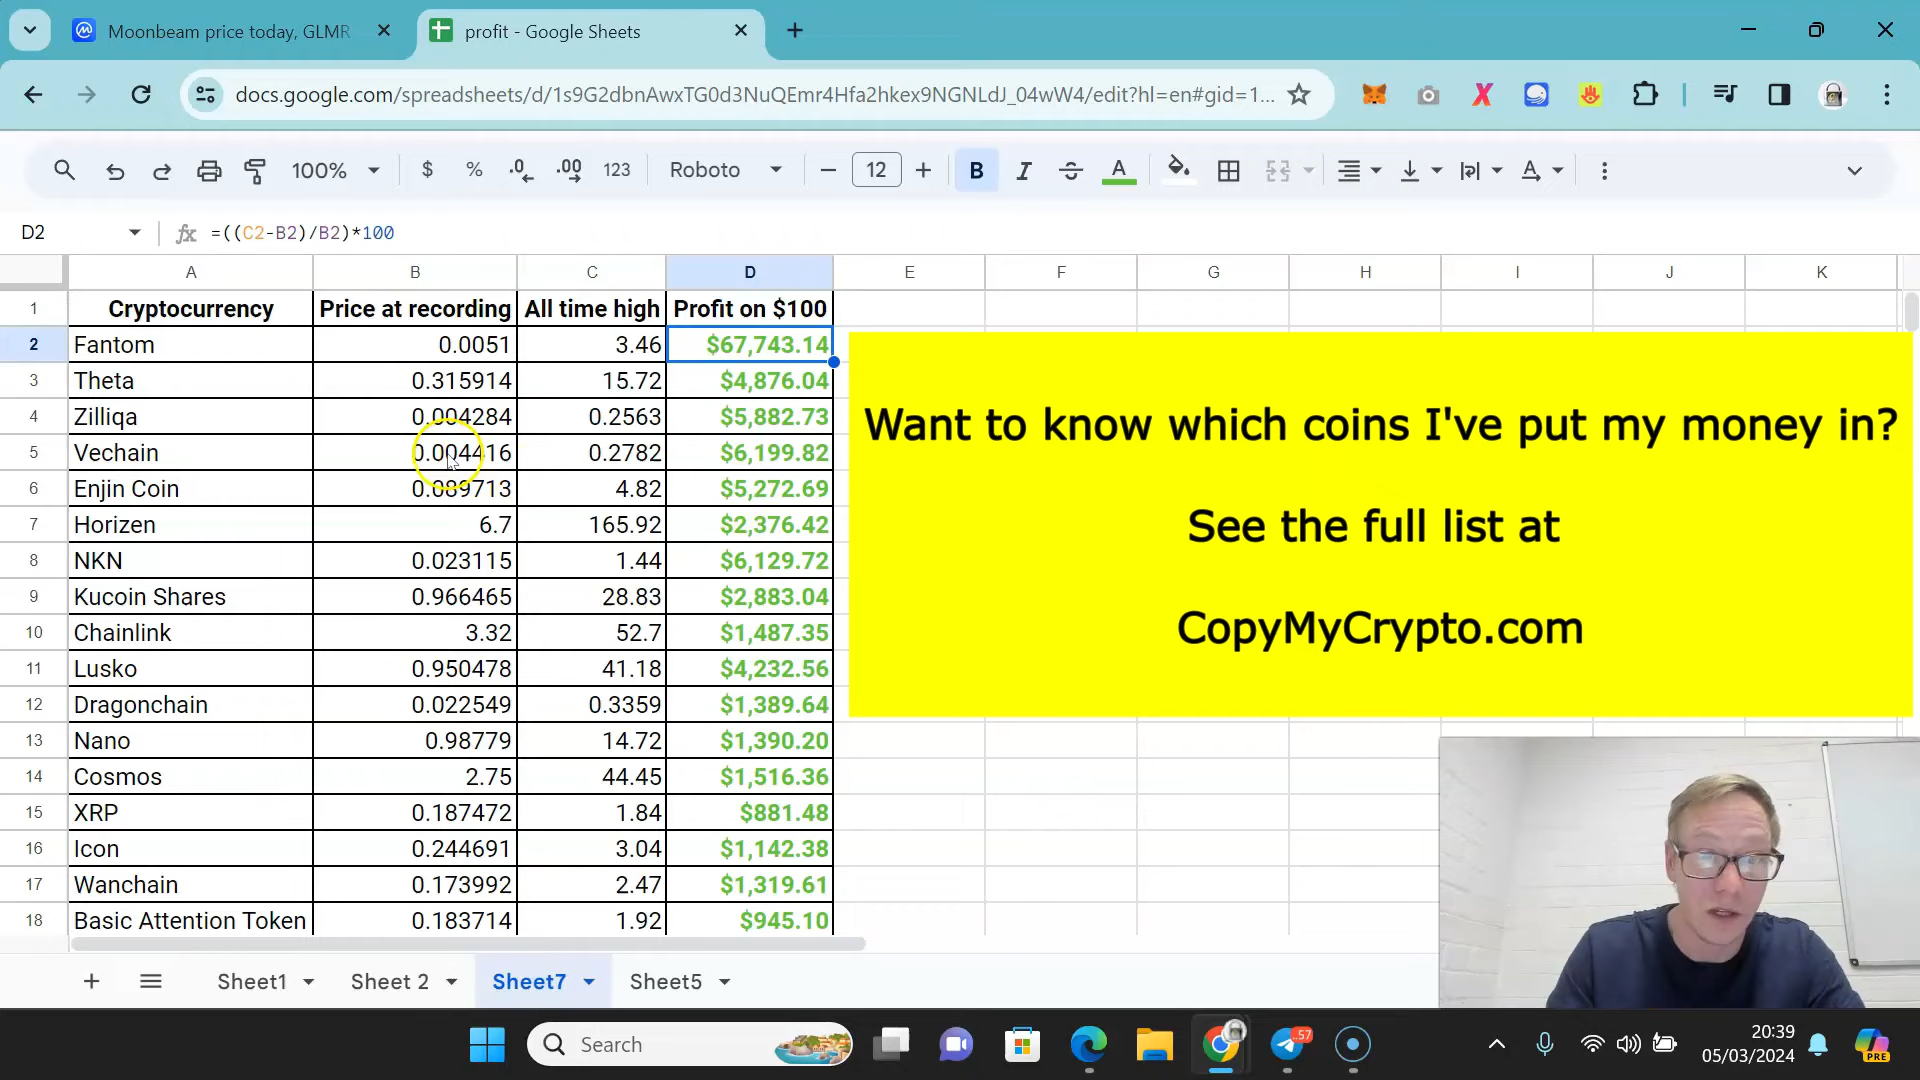 Moonbeam price today, GLMR
profit - Google Sheets
docs.google.com/spreadsheets/d/1s9G2dbnAwxTG0d3NuQEmr4Hfa2hkex9NGNLdJ_04wW4/edit?hl=en#gid=1...
100% $ % .0 .00 123 Roboto 12 B I A
D2 fx =((C2-B2)/B2)*100
A B C D E F G H I J K
1 Cryptocurrency Price at recording All time high Profit on $100
2 Fantom 0.0051 3.46 $67,743.14
3 Theta 0.315914 15.72 $4,876.04
4 Zilliqa 0.004284 0.2563 $5,882.73
5 Vechain 0.004416 0.2782 $6,199.82
6 Enjin Coin 0.089713 4.82 $5,272.69
7 Horizen 6.7 165.92 $2,376.42
8 NKN 0.023115 1.44 $6,129.72
9 Kucoin Shares 0.966465 28.83 $2,883.04
10 Chainlink 3.32 52.7 $1,487.35
11 Lusko 0.950478 41.18 $4,232.56
12 Dragonchain 0.022549 0.3359 $1,389.64
13 Nano 0.98779 14.72 $1,390.20
14 Cosmos 2.75 44.45 $1,516.36
15 XRP 0.187472 1.84 $881.48
16 Icon 0.244691 3.04 $1,142.38
17 Wanchain 0.173992 2.47 $1,319.61
18 Basic Attention Token 0.183714 1.92 $945.10
Want to know which coins I've put my money in?
See the full list at
CopyMyCrypto.com
Sheet1 Sheet 2 Sheet7 Sheet5
Search
57
20:39
05/03/2024
PRE